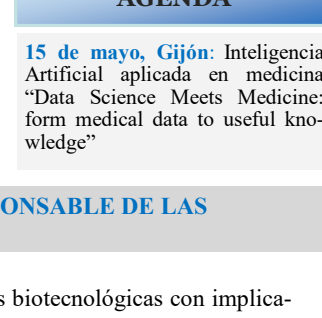 AGENDA
15 de mayo, Gijón: Inteligencia
Artificial aplicada en medicina
“Data Science Meets Medicine:
form medical data to useful kno-
wledge”
ONSABLE DE LAS
s biotecnológicas con implica-